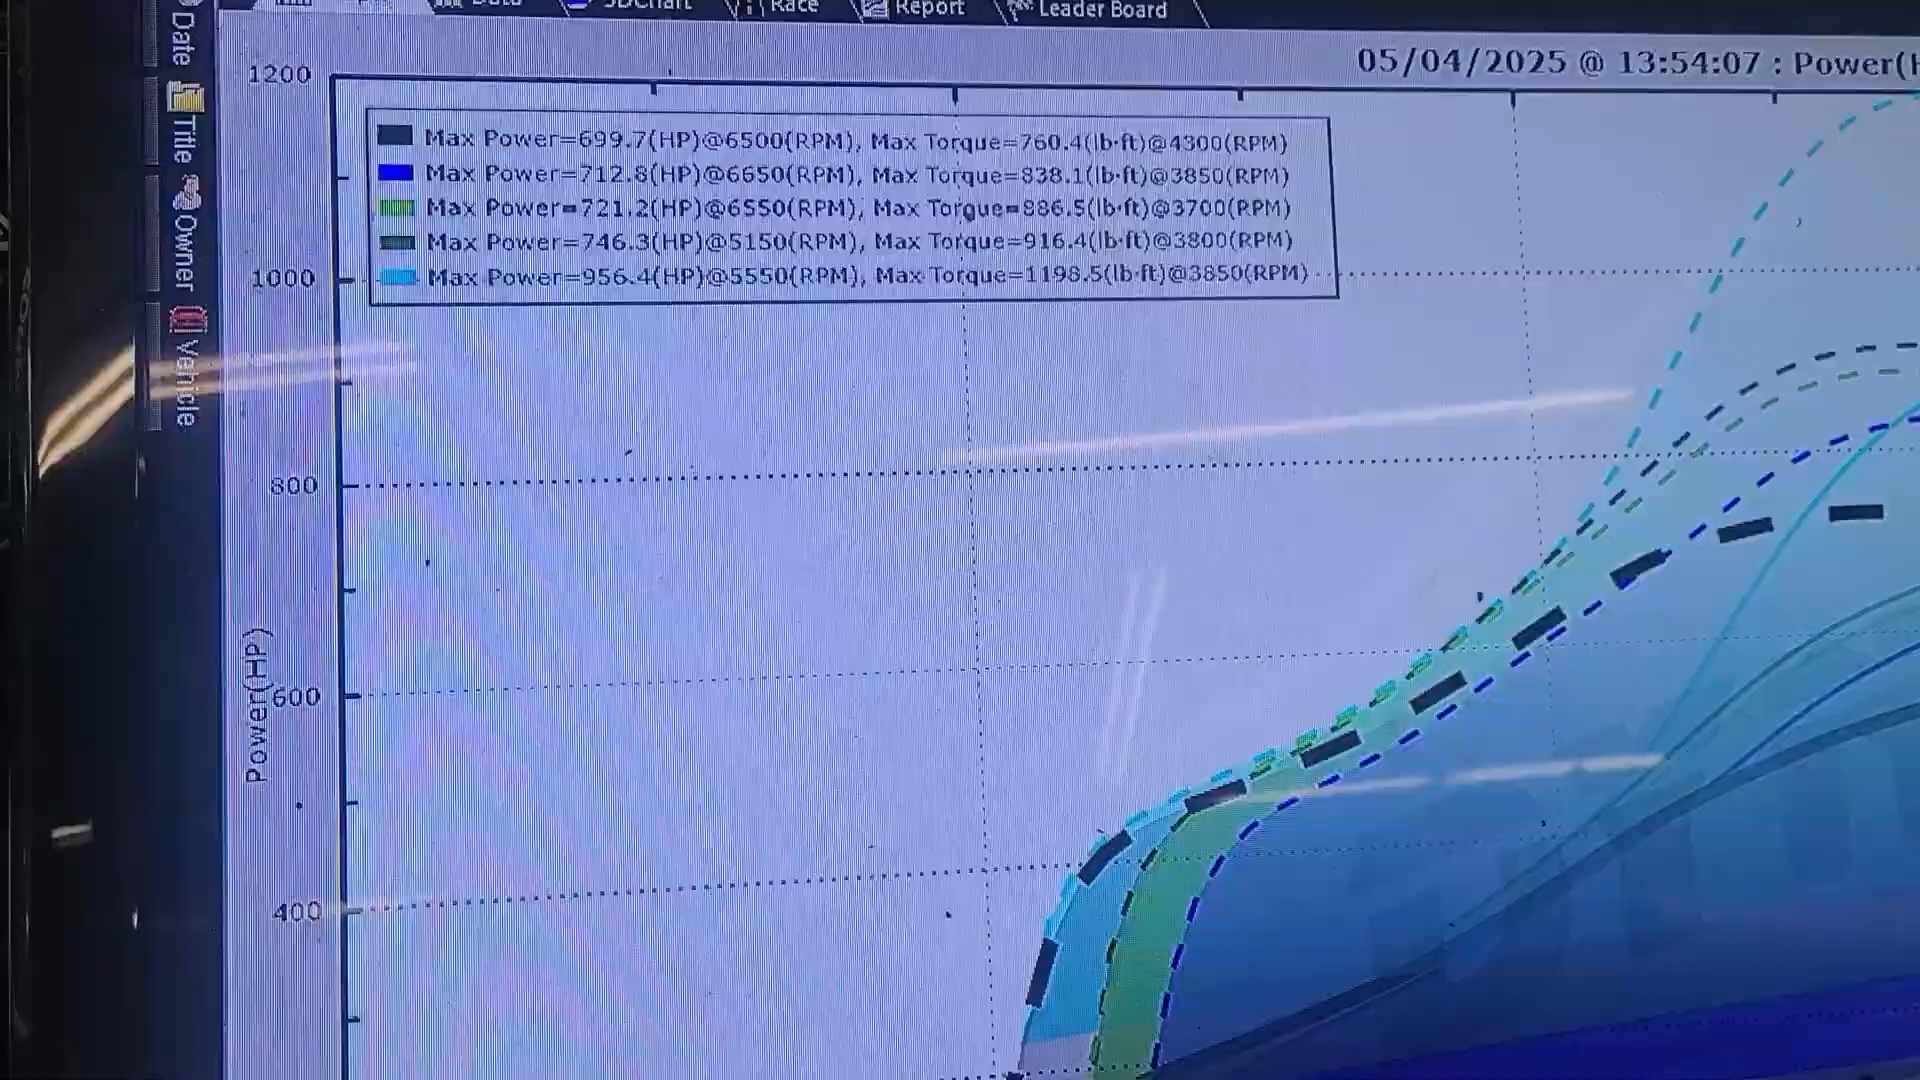 Race
Report
Leader Board
Date
Title
Owner
Vehicle
05/04/2025 @ 13:54:07 : Power(H
1200
Max Power=699.7(HP)@6500(RPM), Max Torque=760.4(lb·ft)@4300(RPM)
Max Power=712.8(HP)@6650(RPM), Max Torque=838.1(lb·ft)@3850(RPM)
Max Power=721.2(HP)@6550(RPM), Max Torque=886.5(lb·ft)@3700(RPM)
Max Power=746.3(HP)@5150(RPM), Max Torque=916.4(lb·ft)@3800(RPM)
Max Power=956.4(HP)@5550(RPM), Max Torque=1198.5(lb·ft)@3850(RPM)
1000
800
Power(HP)
600
400